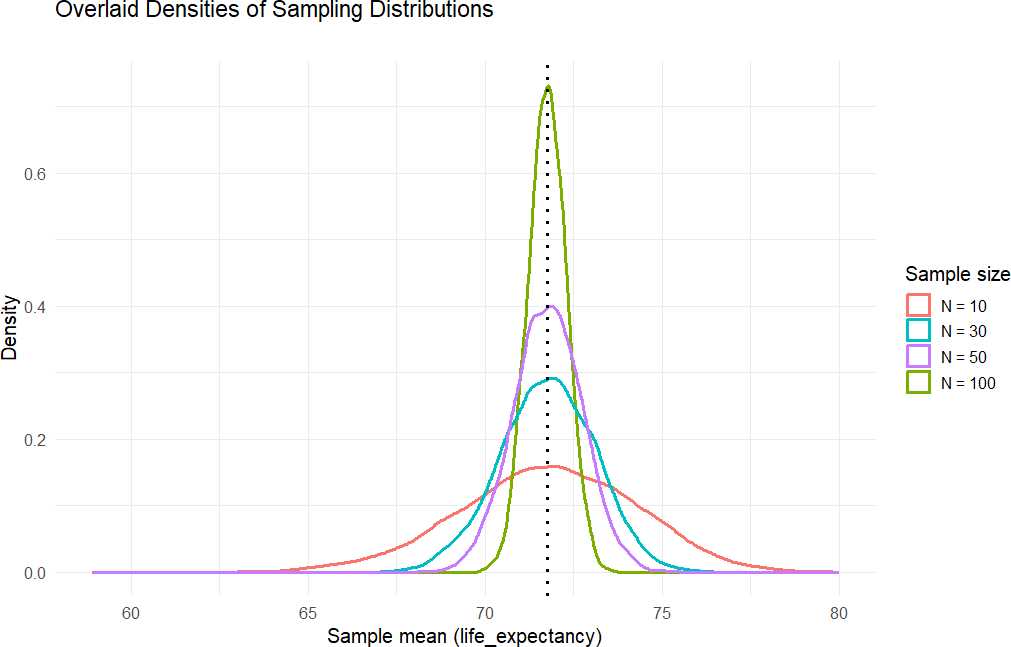 Overlaid Densities of Sampling Distributions
Density
0.6
0.4
0.2
0.0
60 65 70 75 80
Sample mean (life_expectancy)
Sample size
N = 10
N = 30
N = 50
N = 100